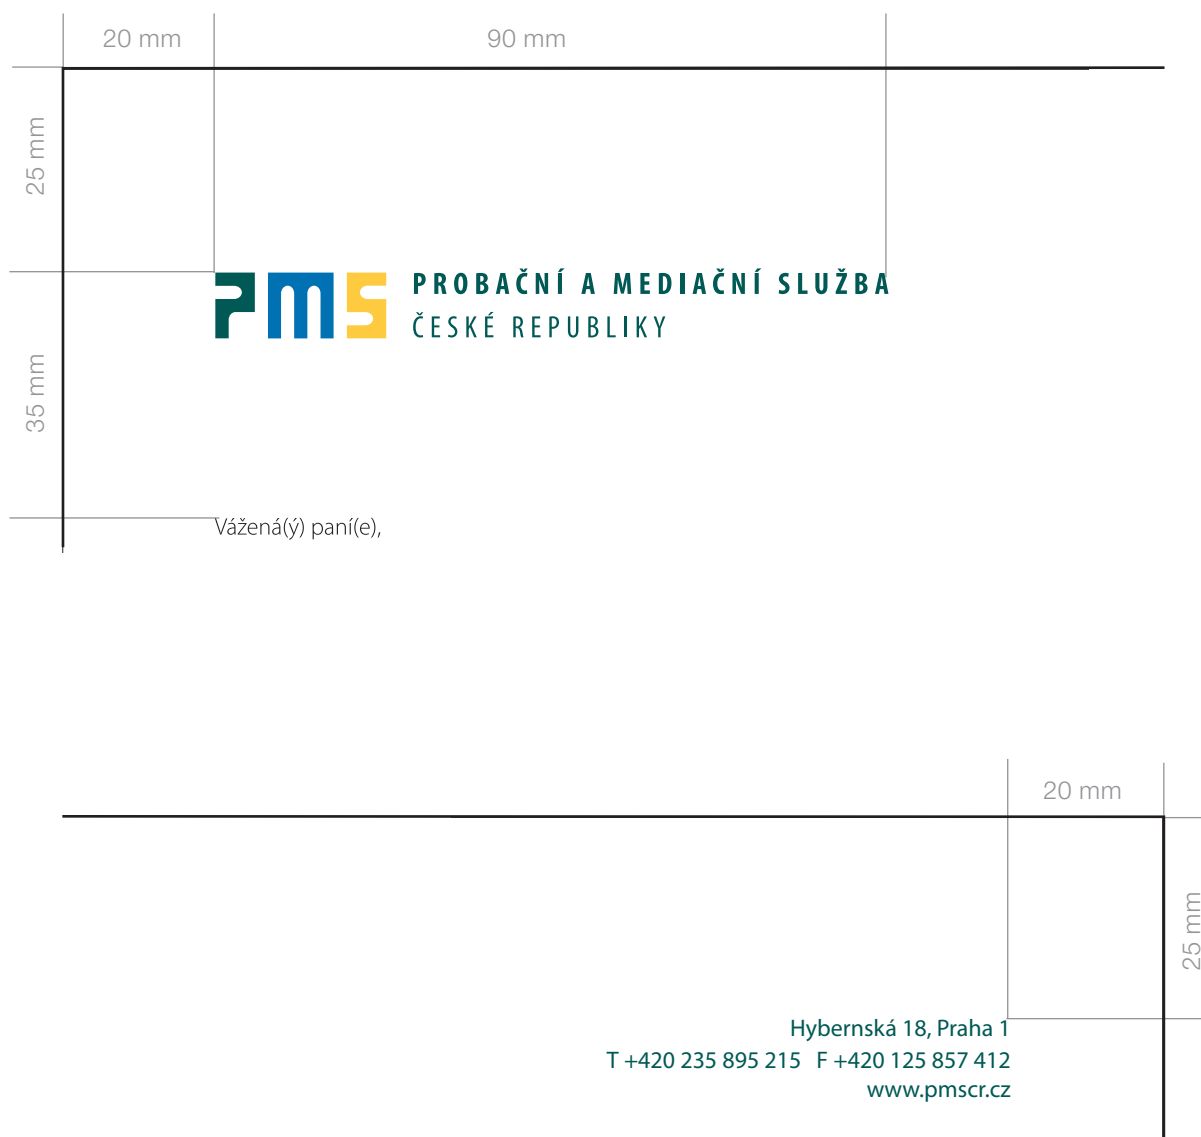 20 mm
90 mm
25 mm
PMS PROBAČNÍ A MEDIAČNÍ SLUŽBA
ČESKÉ REPUBLIKY
35 mm
Vážená(ý) paní(e),
20 mm
25 mm
Hybernská 18, Praha 1
T +420 235 895 215 F +420 125 857 412
www.pmscr.cz